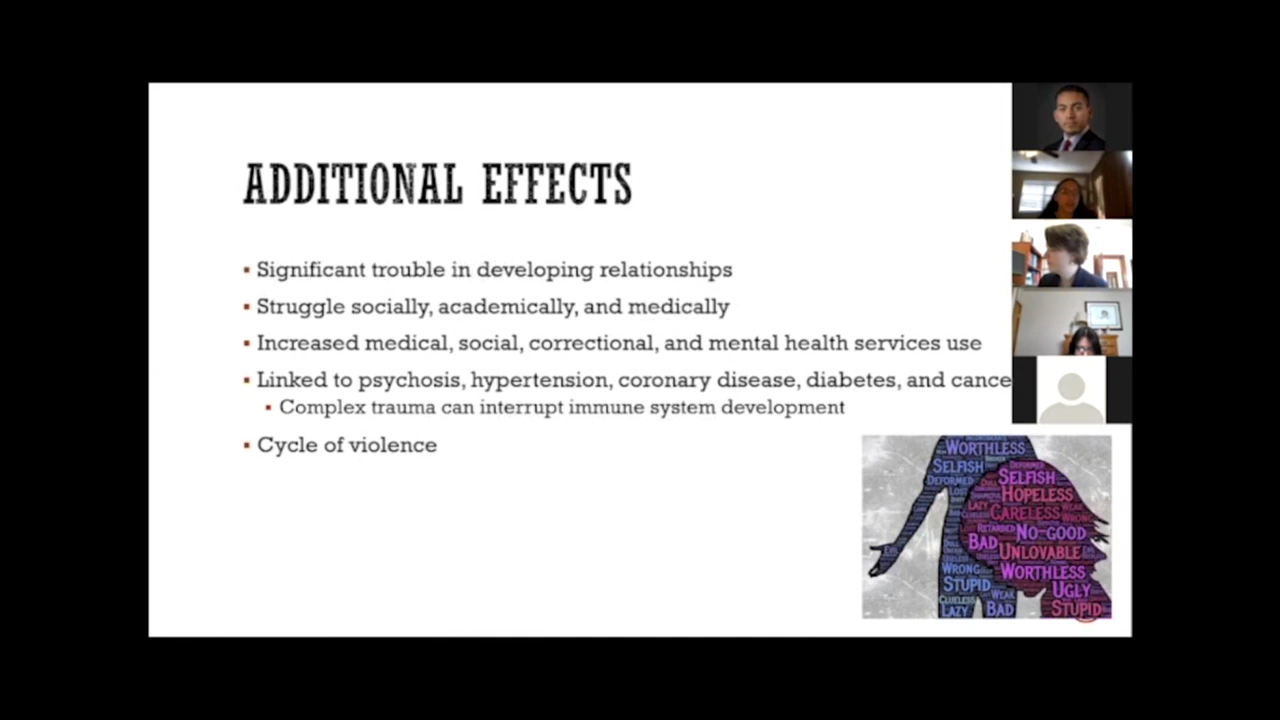 ADDITIONAL EFFECTS
▪ Significant trouble in developing relationships
▪ Struggle socially, academically, and medically
▪ Increased medical, social, correctional, and mental health services use
▪ Linked to psychosis, hypertension, coronary disease, diabetes, and cance
▪ Complex trauma can interrupt immune system development
▪ Cycle of violence
WORTHLESS
SELFISH
DEFORMED
LOST
WRONG
STUPID
CLUELESS
WEAK
LAZY
BAD
DEFORMED
SELFISH
HOPELESS
LAZY
CARELESS
WRONG
RETARDED
NO-GOOD
BAD
UNLOVABLE
WORTHLESS
UGLY
STUPID